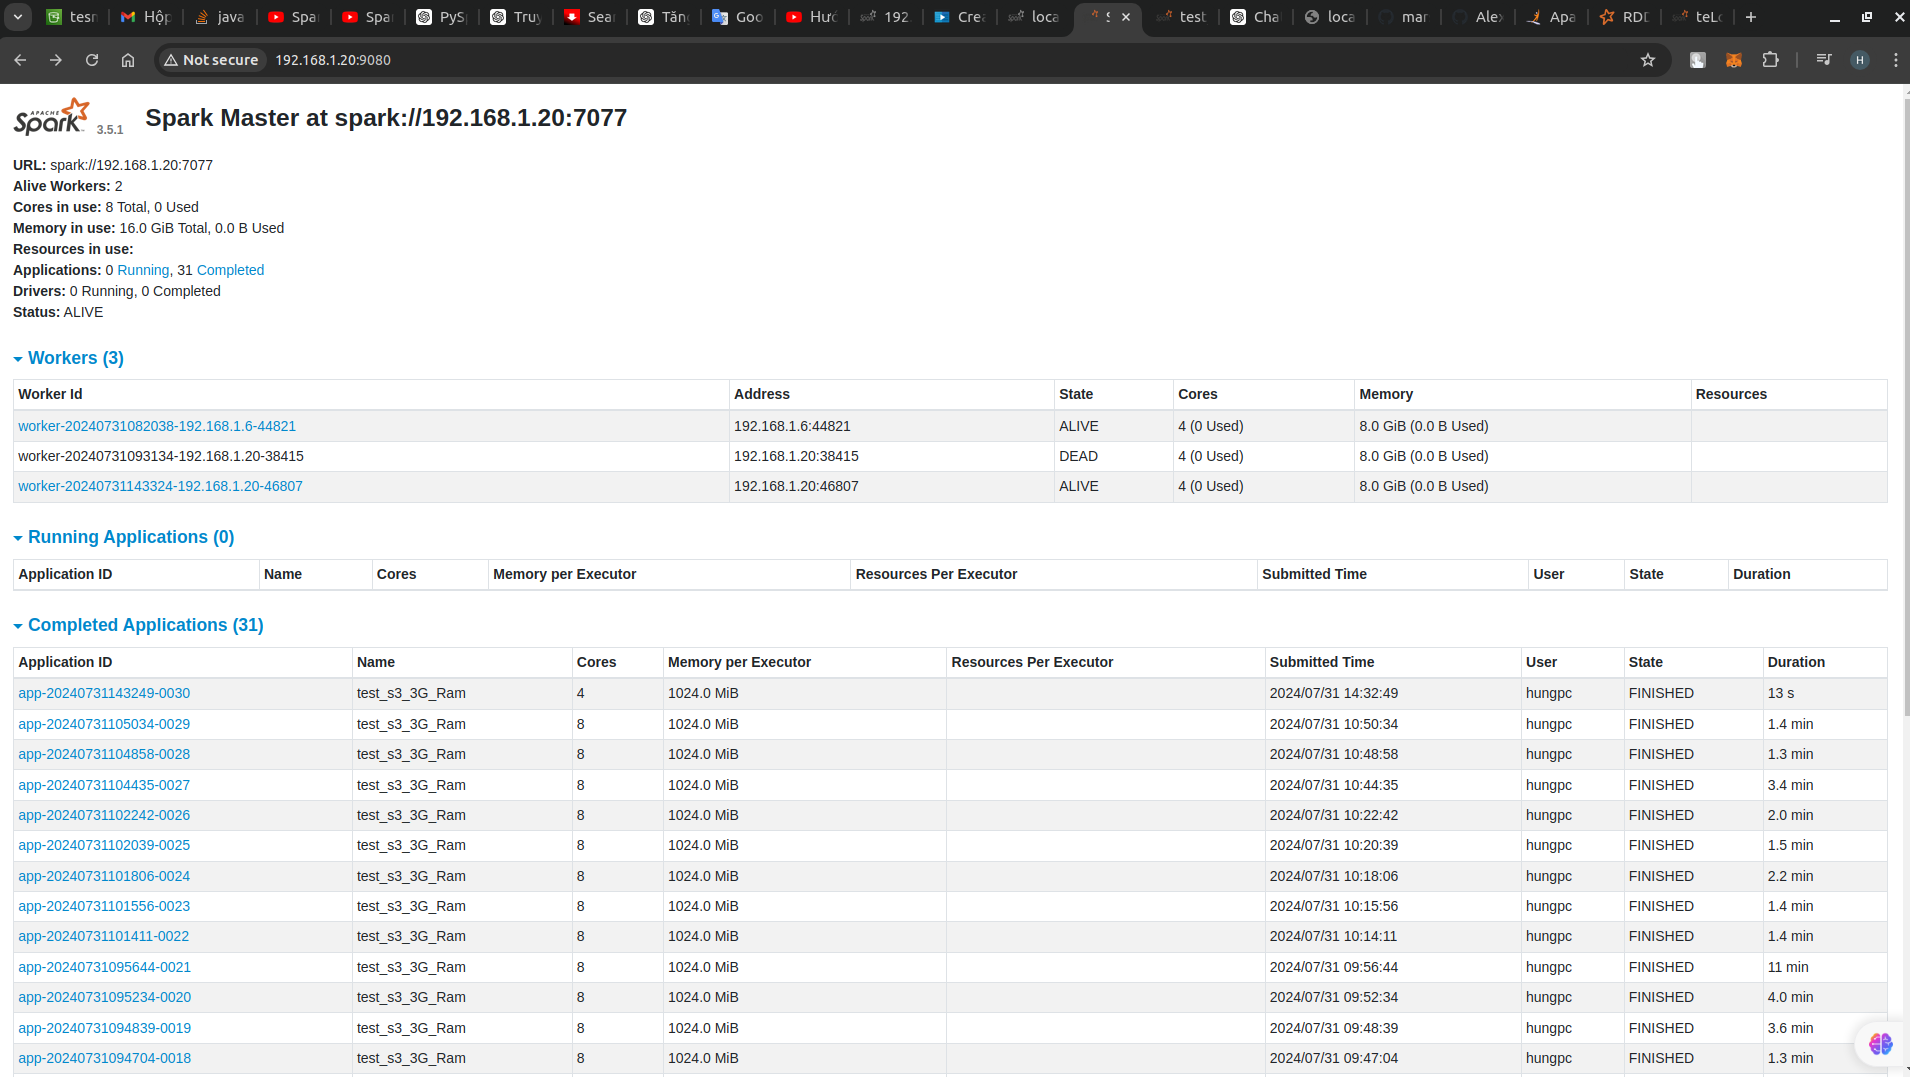 tesn Hộp java Spa Spa PyS Truy Sear Tăng Goo Hướ 192. Crea loca S test Cha loca mar Alex Apa RDD teLo
Not secure 192.168.1.20:9080 H
APACHE Spark 3.5.1 Spark Master at spark://192.168.1.20:7077
URL: spark://192.168.1.20:7077
Alive Workers: 2
Cores in use: 8 Total, 0 Used
Memory in use: 16.0 GiB Total, 0.0 B Used
Resources in use:
Applications: 0 Running, 31 Completed
Drivers: 0 Running, 0 Completed
Status: ALIVE
Workers (3)
Worker Id Address State Cores Memory Resources
worker-20240731082038-192.168.1.6-44821 192.168.1.6:44821 ALIVE 4 (0 Used) 8.0 GiB (0.0 B Used)
worker-20240731093134-192.168.1.20-38415 192.168.1.20:38415 DEAD 4 (0 Used) 8.0 GiB (0.0 B Used)
worker-20240731143324-192.168.1.20-46807 192.168.1.20:46807 ALIVE 4 (0 Used) 8.0 GiB (0.0 B Used)
Running Applications (0)
Application ID Name Cores Memory per Executor Resources Per Executor Submitted Time User State Duration
Completed Applications (31)
Application ID Name Cores Memory per Executor Resources Per Executor Submitted Time User State Duration
app-20240731143249-0030 test_s3_3G_Ram 4 1024.0 MiB 2024/07/31 14:32:49 hungpc FINISHED 13 s
app-20240731105034-0029 test_s3_3G_Ram 8 1024.0 MiB 2024/07/31 10:50:34 hungpc FINISHED 1.4 min
app-20240731104858-0028 test_s3_3G_Ram 8 1024.0 MiB 2024/07/31 10:48:58 hungpc FINISHED 1.3 min
app-20240731104435-0027 test_s3_3G_Ram 8 1024.0 MiB 2024/07/31 10:44:35 hungpc FINISHED 3.4 min
app-20240731102242-0026 test_s3_3G_Ram 8 1024.0 MiB 2024/07/31 10:22:42 hungpc FINISHED 2.0 min
app-20240731102039-0025 test_s3_3G_Ram 8 1024.0 MiB 2024/07/31 10:20:39 hungpc FINISHED 1.5 min
app-20240731101806-0024 test_s3_3G_Ram 8 1024.0 MiB 2024/07/31 10:18:06 hungpc FINISHED 2.2 min
app-20240731101556-0023 test_s3_3G_Ram 8 1024.0 MiB 2024/07/31 10:15:56 hungpc FINISHED 1.4 min
app-20240731101411-0022 test_s3_3G_Ram 8 1024.0 MiB 2024/07/31 10:14:11 hungpc FINISHED 1.4 min
app-20240731095644-0021 test_s3_3G_Ram 8 1024.0 MiB 2024/07/31 09:56:44 hungpc FINISHED 11 min
app-20240731095234-0020 test_s3_3G_Ram 8 1024.0 MiB 2024/07/31 09:52:34 hungpc FINISHED 4.0 min
app-20240731094839-0019 test_s3_3G_Ram 8 1024.0 MiB 2024/07/31 09:48:39 hungpc FINISHED 3.6 min
app-20240731094704-0018 test_s3_3G_Ram 8 1024.0 MiB 2024/07/31 09:47:04 hungpc FINISHED 1.3 min